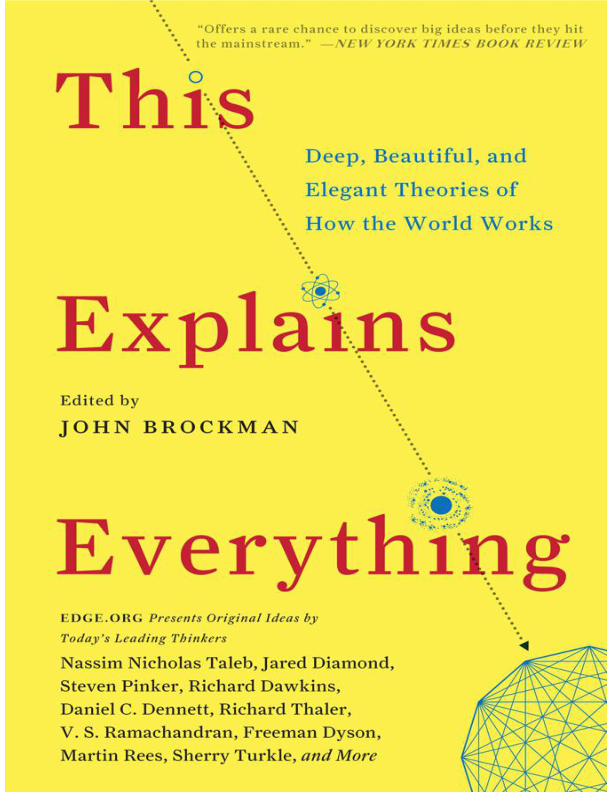 “Offers a rare chance to discover big ideas before they hit
the mainstream.” —NEW YORK TIMES BOOK REVIEW
This
Deep, Beautiful, and
Elegant Theories of
How the World Works
Explains
Edited by
JOHN BROCKMAN
Everything
EDGE.ORG Presents Original Ideas by
Today’s Leading Thinkers
Nassim Nicholas Taleb, Jared Diamond,
Steven Pinker, Richard Dawkins,
Daniel C. Dennett, Richard Thaler,
V. S. Ramachandran, Freeman Dyson,
Martin Rees, Sherry Turkle, and More